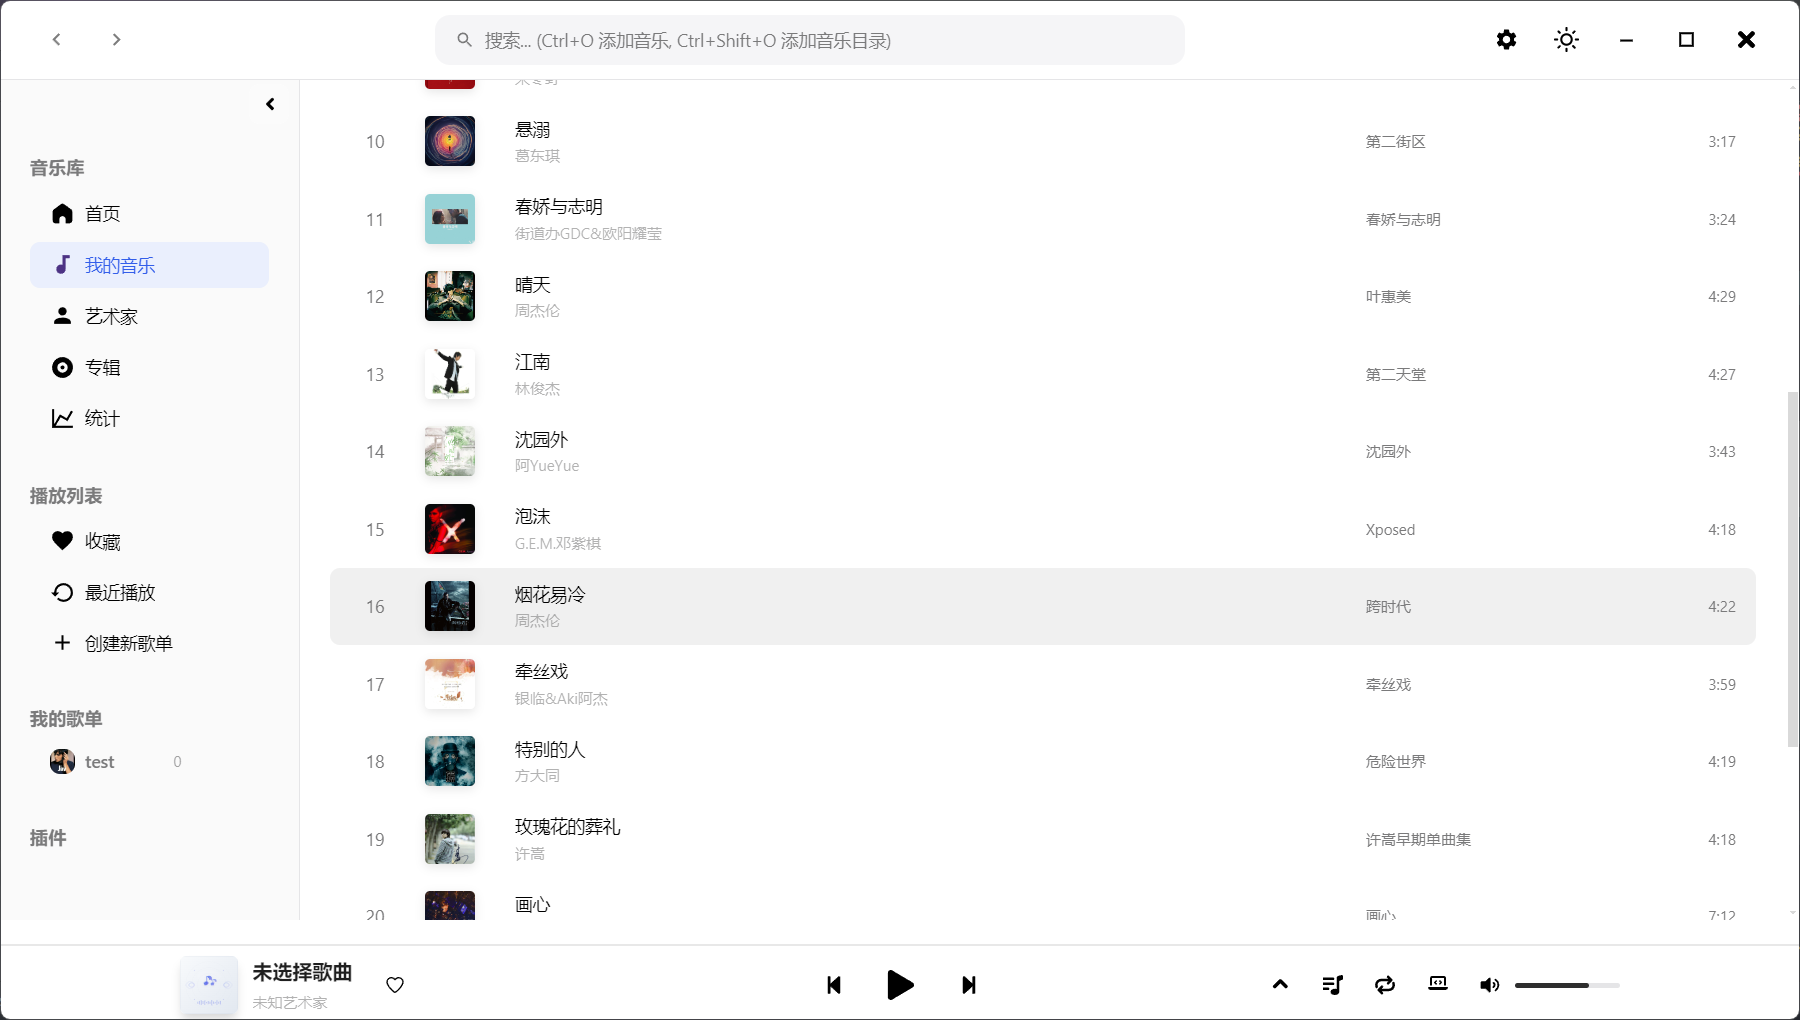 搜索... (Ctrl+O 添加音乐, Ctrl+Shift+O 添加音乐目录)
音乐库
首页
我的音乐
艺术家
专辑
统计
播放列表
收藏
最近播放
创建新歌单
我的歌单
test 0
插件
10 悬溺 第二街区 3:17
葛东琪
11 春娇与志明 春娇与志明 3:24
街道办GDC&欧阳耀莹
12 晴天 叶惠美 4:29
周杰伦
13 江南 第二天堂 4:27
林俊杰
14 沈园外 沈园外 3:43
阿YueYue
15 泡沫 Xposed 4:18
G.E.M.邓紫棋
16 烟花易冷 跨时代 4:22
周杰伦
17 牵丝戏 牵丝戏 3:59
银临&Aki阿杰
18 特别的人 危险世界 4:19
方大同
19 玫瑰花的葬礼 许嵩早期单曲集 4:18
许嵩
20 画心 画心 7:12
未选择歌曲
未知艺术家